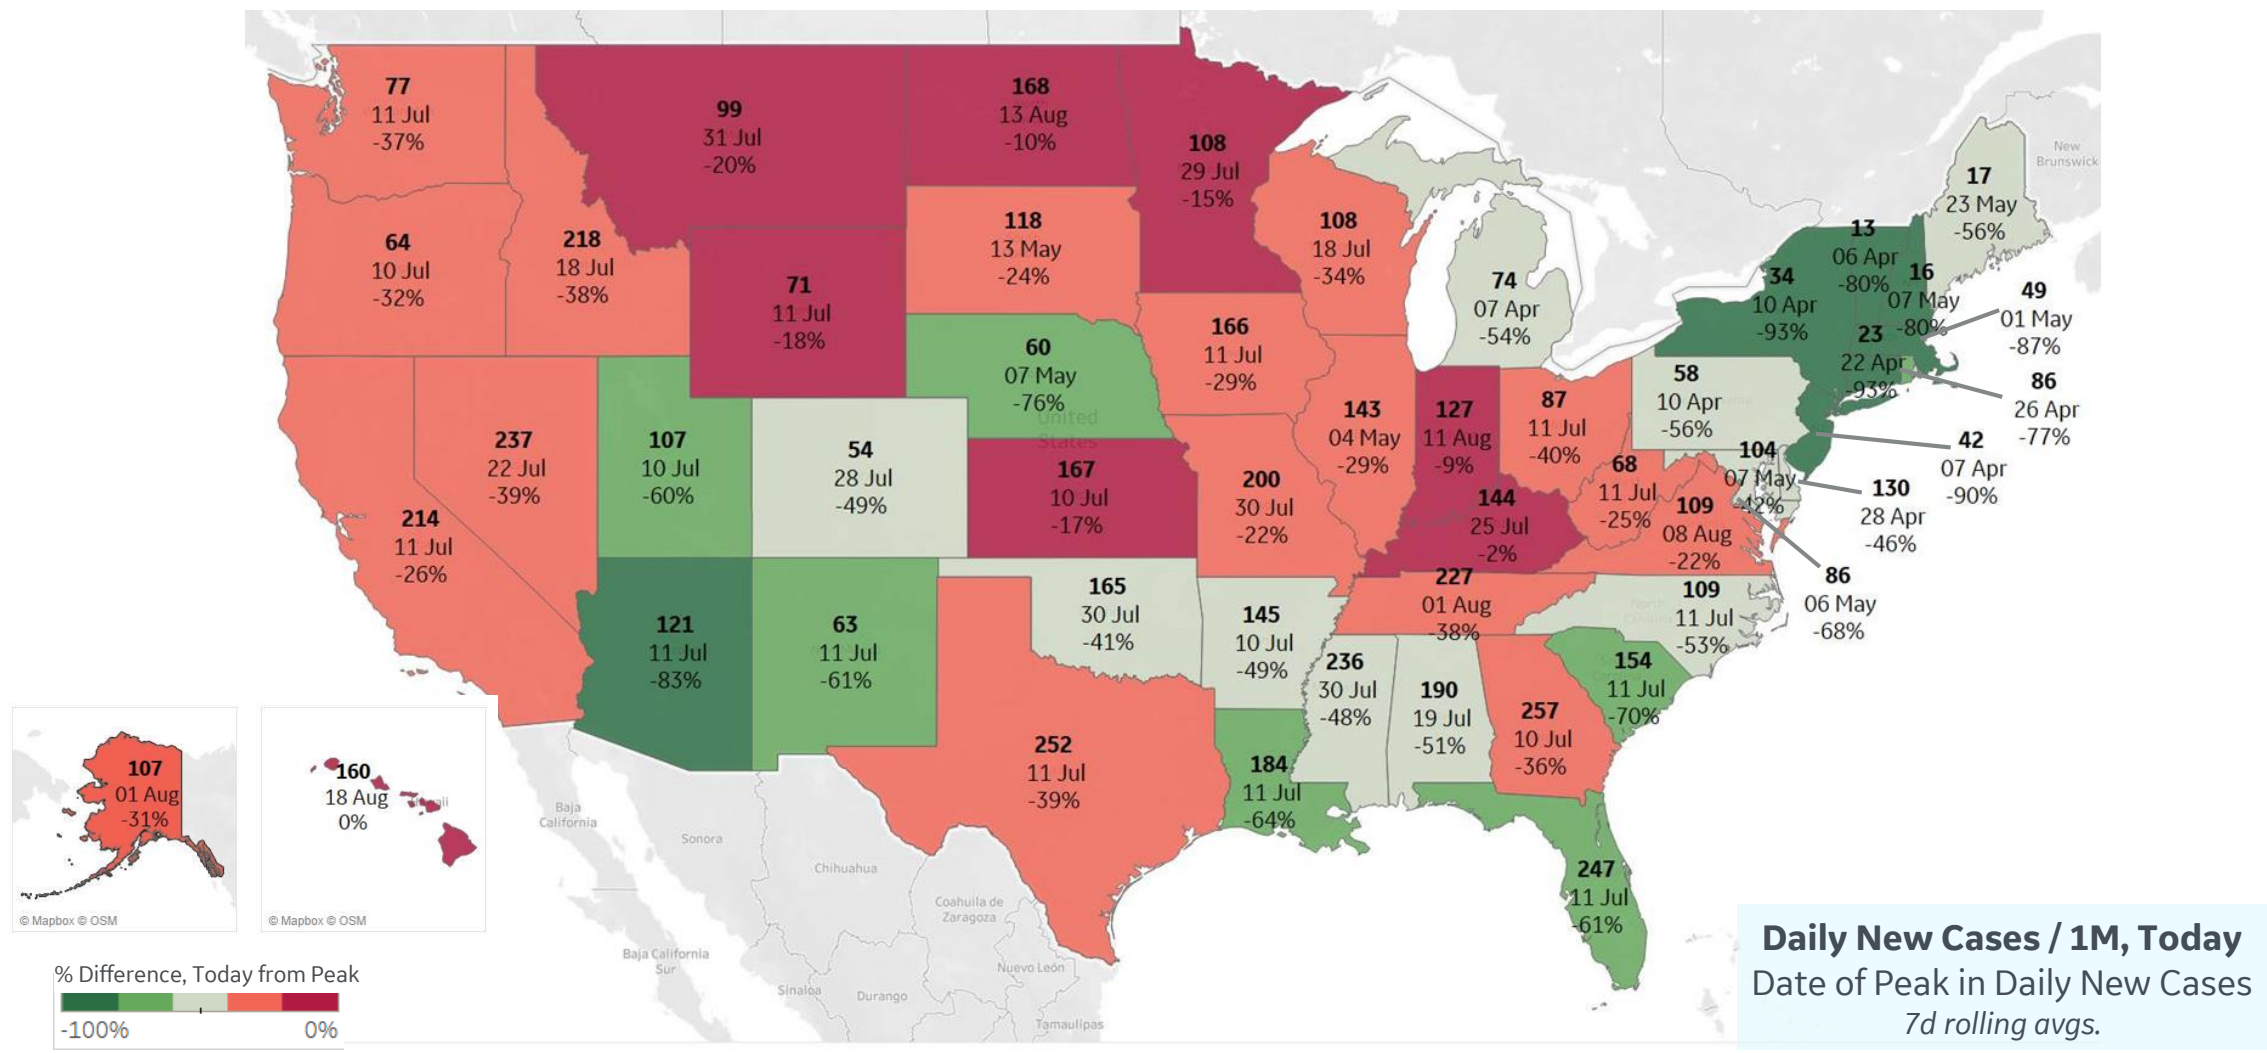 77
11 Jul
-37%
99
31 Jul
-20%
168
13 Aug
-10%
108
29 Jul
-15%
64
10 Jul
-32%
218
18 Jul
-38%
71
11 Jul
-18%
118
13 May
-24%
108
18 Jul
-34%
74
07 Apr
-54%
17
23 May
-56%
New
Brunswick
13
06 Apr
-80%
34
10 Apr
-93%
16
07 May
-80%
49
01 May
-87%
23
22 Apr
-93%
86
26 Apr
-77%
60
07 May
-76%
United
States
166
11 Jul
-29%
58
10 Apr
-56%
42
07 Apr
-90%
237
22 Jul
-39%
107
10 Jul
-60%
54
28 Jul
-49%
167
10 Jul
-17%
200
30 Jul
-22%
143
04 May
-29%
127
11 Aug
-9%
87
11 Jul
-40%
68
11 Jul
-25%
104
07 May
-42%
130
28 Apr
-46%
109
08 Aug
-22%
86
06 May
-68%
214
11 Jul
-26%
144
25 Jul
-2%
227
01 Aug
-38%
109
11 Jul
-53%
121
11 Jul
-83%
63
11 Jul
-61%
165
30 Jul
-41%
145
10 Jul
-49%
236
30 Jul
-48%
190
19 Jul
-51%
257
10 Jul
-36%
154
11 Jul
-70%
252
11 Jul
-39%
184
11 Jul
-64%
247
11 Jul
-61%
107
01 Aug
-31%
© Mapbox © OSM
160
18 Aug
0%
© Mapbox © OSM
Baja
California
Sonora
Chihuahua
Coahuila de
Zaragoza
Baja California
Sur
Sinaloa
Durango
Nuevo León
Tamaulipas
% Difference, Today from Peak
-100%
0%
Daily New Cases / 1M, Today
Date of Peak in Daily New Cases
7d rolling avgs.